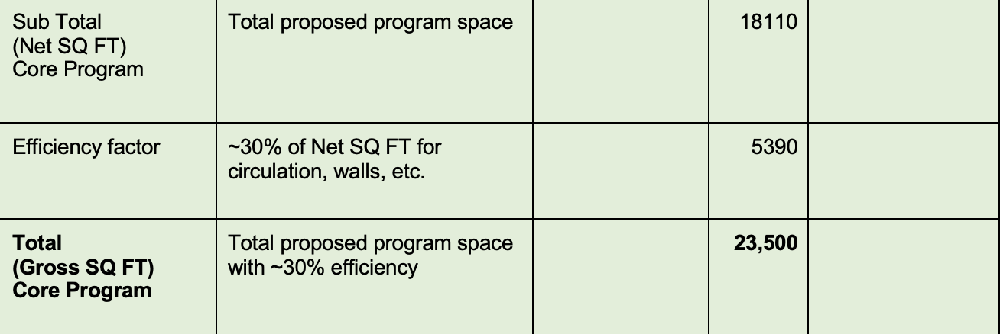 Sub Total
(Net SQ FT)
Core Program
Total proposed program space
18110
Efficiency factor
~30% of Net SQ FT for
circulation, walls, etc.
5390
Total
(Gross SQ FT)
Core Program
Total proposed program space
with ~30% efficiency
23,500